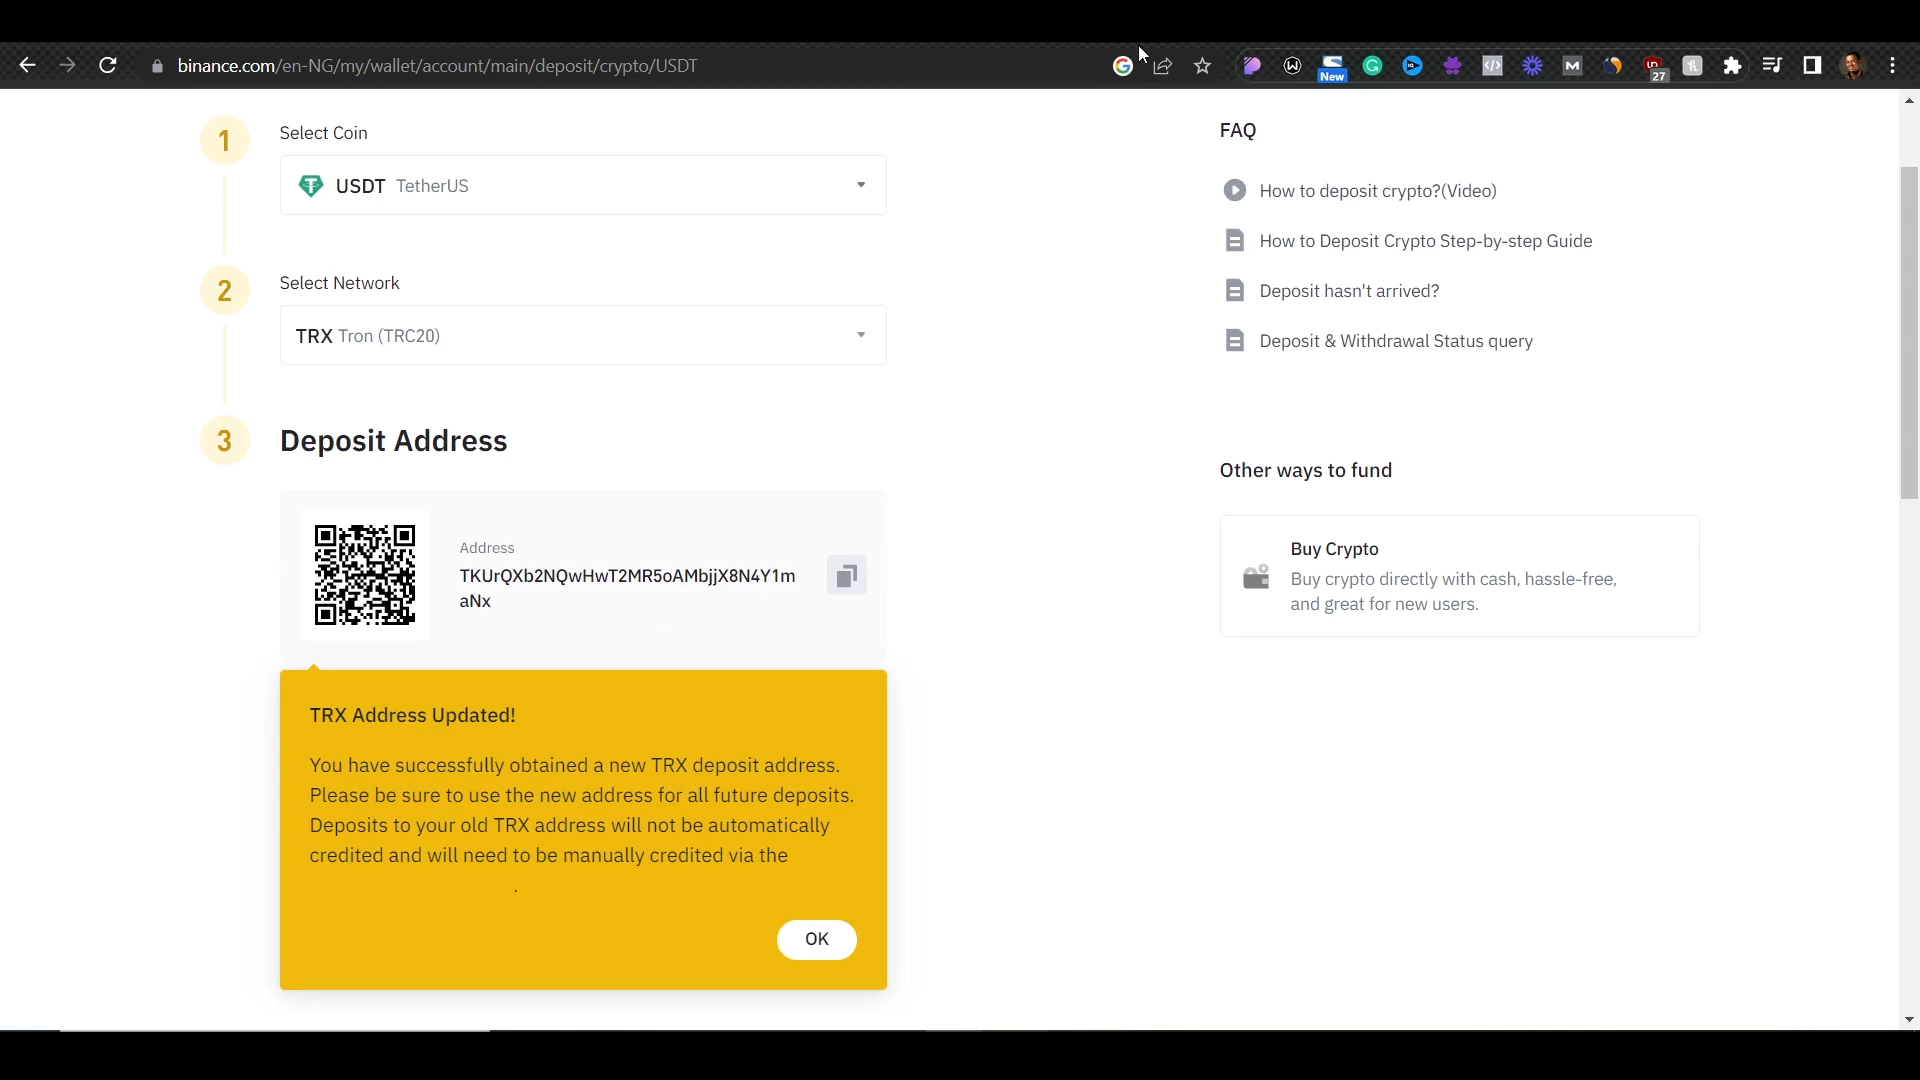 binance.com/en-NG/my/wallet/account/main/deposit/crypto/USDT
New
27
1
Select Coin
USDT TetherUS
2
Select Network
TRX Tron (TRC20)
3
Deposit Address
Address
TKUrQXb2NQwHwT2MR5oAMbjjX8N4Y1m
aNx
TRX Address Updated!
You have successfully obtained a new TRX deposit address.
Please be sure to use the new address for all future deposits.
Deposits to your old TRX address will not be automatically
credited and will need to be manually credited via the
.
OK
FAQ
How to deposit crypto?(Video)
How to Deposit Crypto Step-by-step Guide
Deposit hasn't arrived?
Deposit & Withdrawal Status query
Other ways to fund
Buy Crypto
Buy crypto directly with cash, hassle-free,
and great for new users.